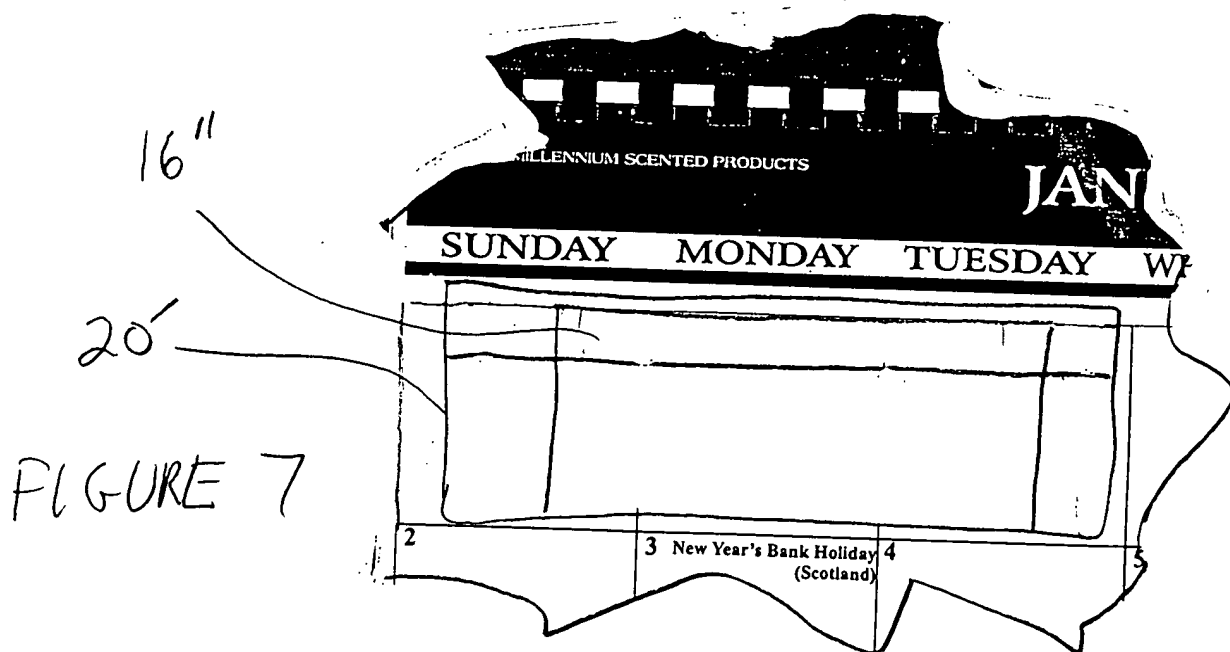 16"
MILLENNIUM SCENTED PRODUCTS
JAN
SUNDAY MONDAY TUESDAY
20'
FIGURE 7
2
3 New Year's Bank Holiday 4
(Scotland)
5